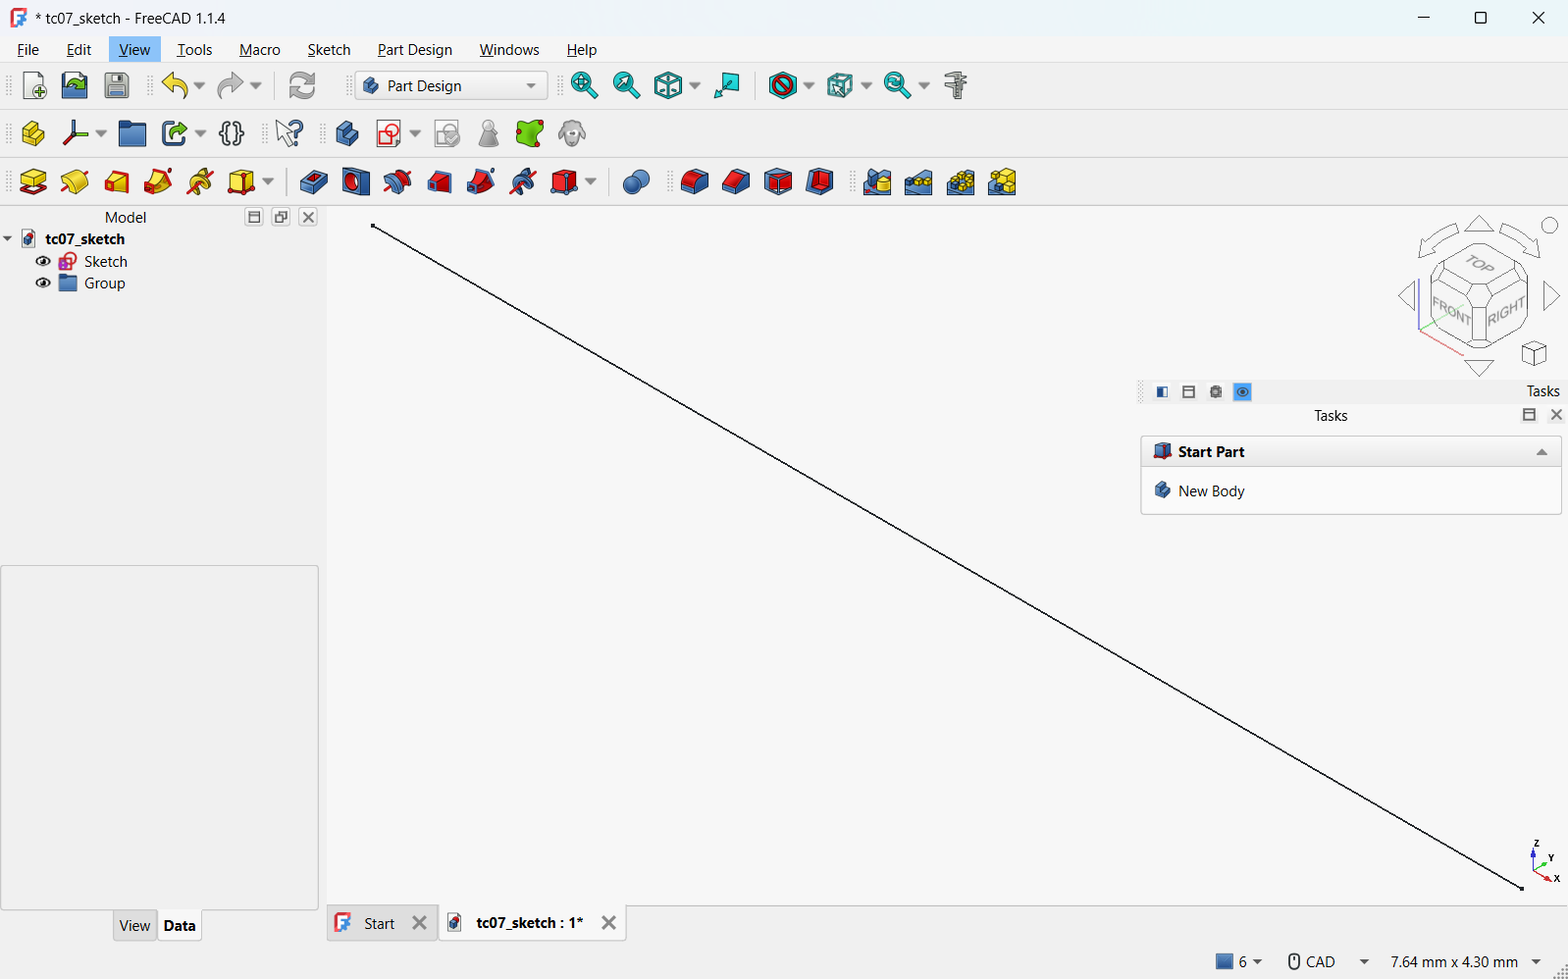 * tc07_sketch - FreeCAD 1.1.4
File Edit View Tools Macro Sketch Part Design Windows Help
Part Design
Model
tc07_sketch
Sketch
Group
TOP
FRONT RIGHT
Tasks
Tasks
Start Part
New Body
Z
Y
X
View Data
Start tc07_sketch : 1*
6 CAD 7.64 mm x 4.30 mm